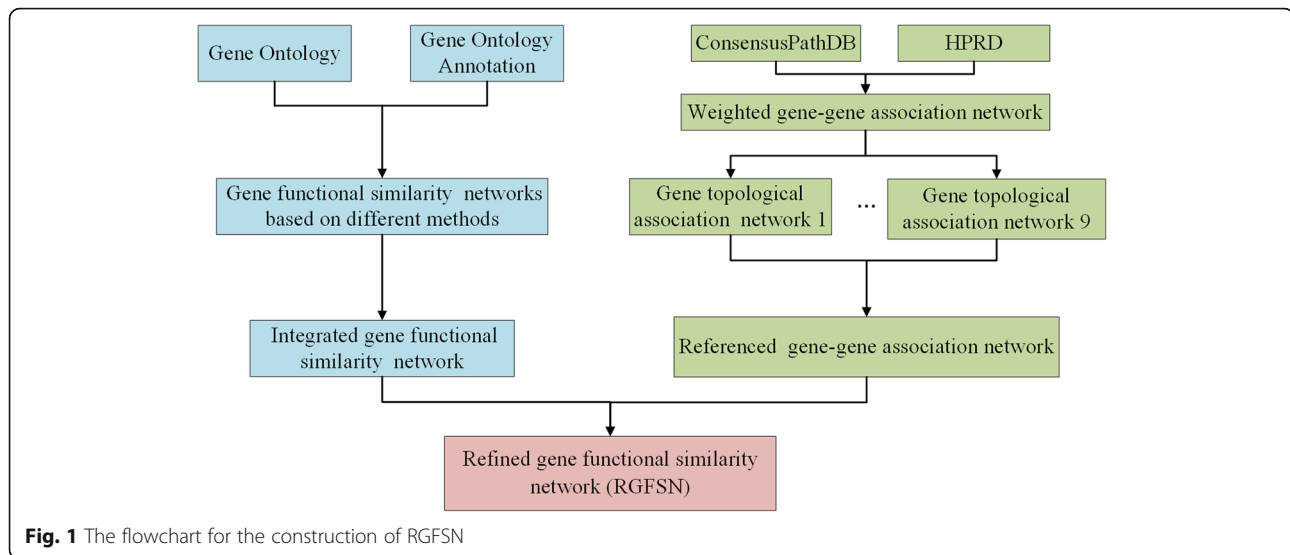 Gene Ontology
Gene Ontology
Annotation
ConsensusPathDB
HPRD
Weighted gene-gene association network
Gene functional similarity networks
based on different methods
Gene topological
association network 1
...
Gene topological
association network 9
Integrated gene functional
similarity network
Referenced gene-gene association network
Refined gene functional similarity
network (RGFSN)
Fig. 1 The flowchart for the construction of RGFSN